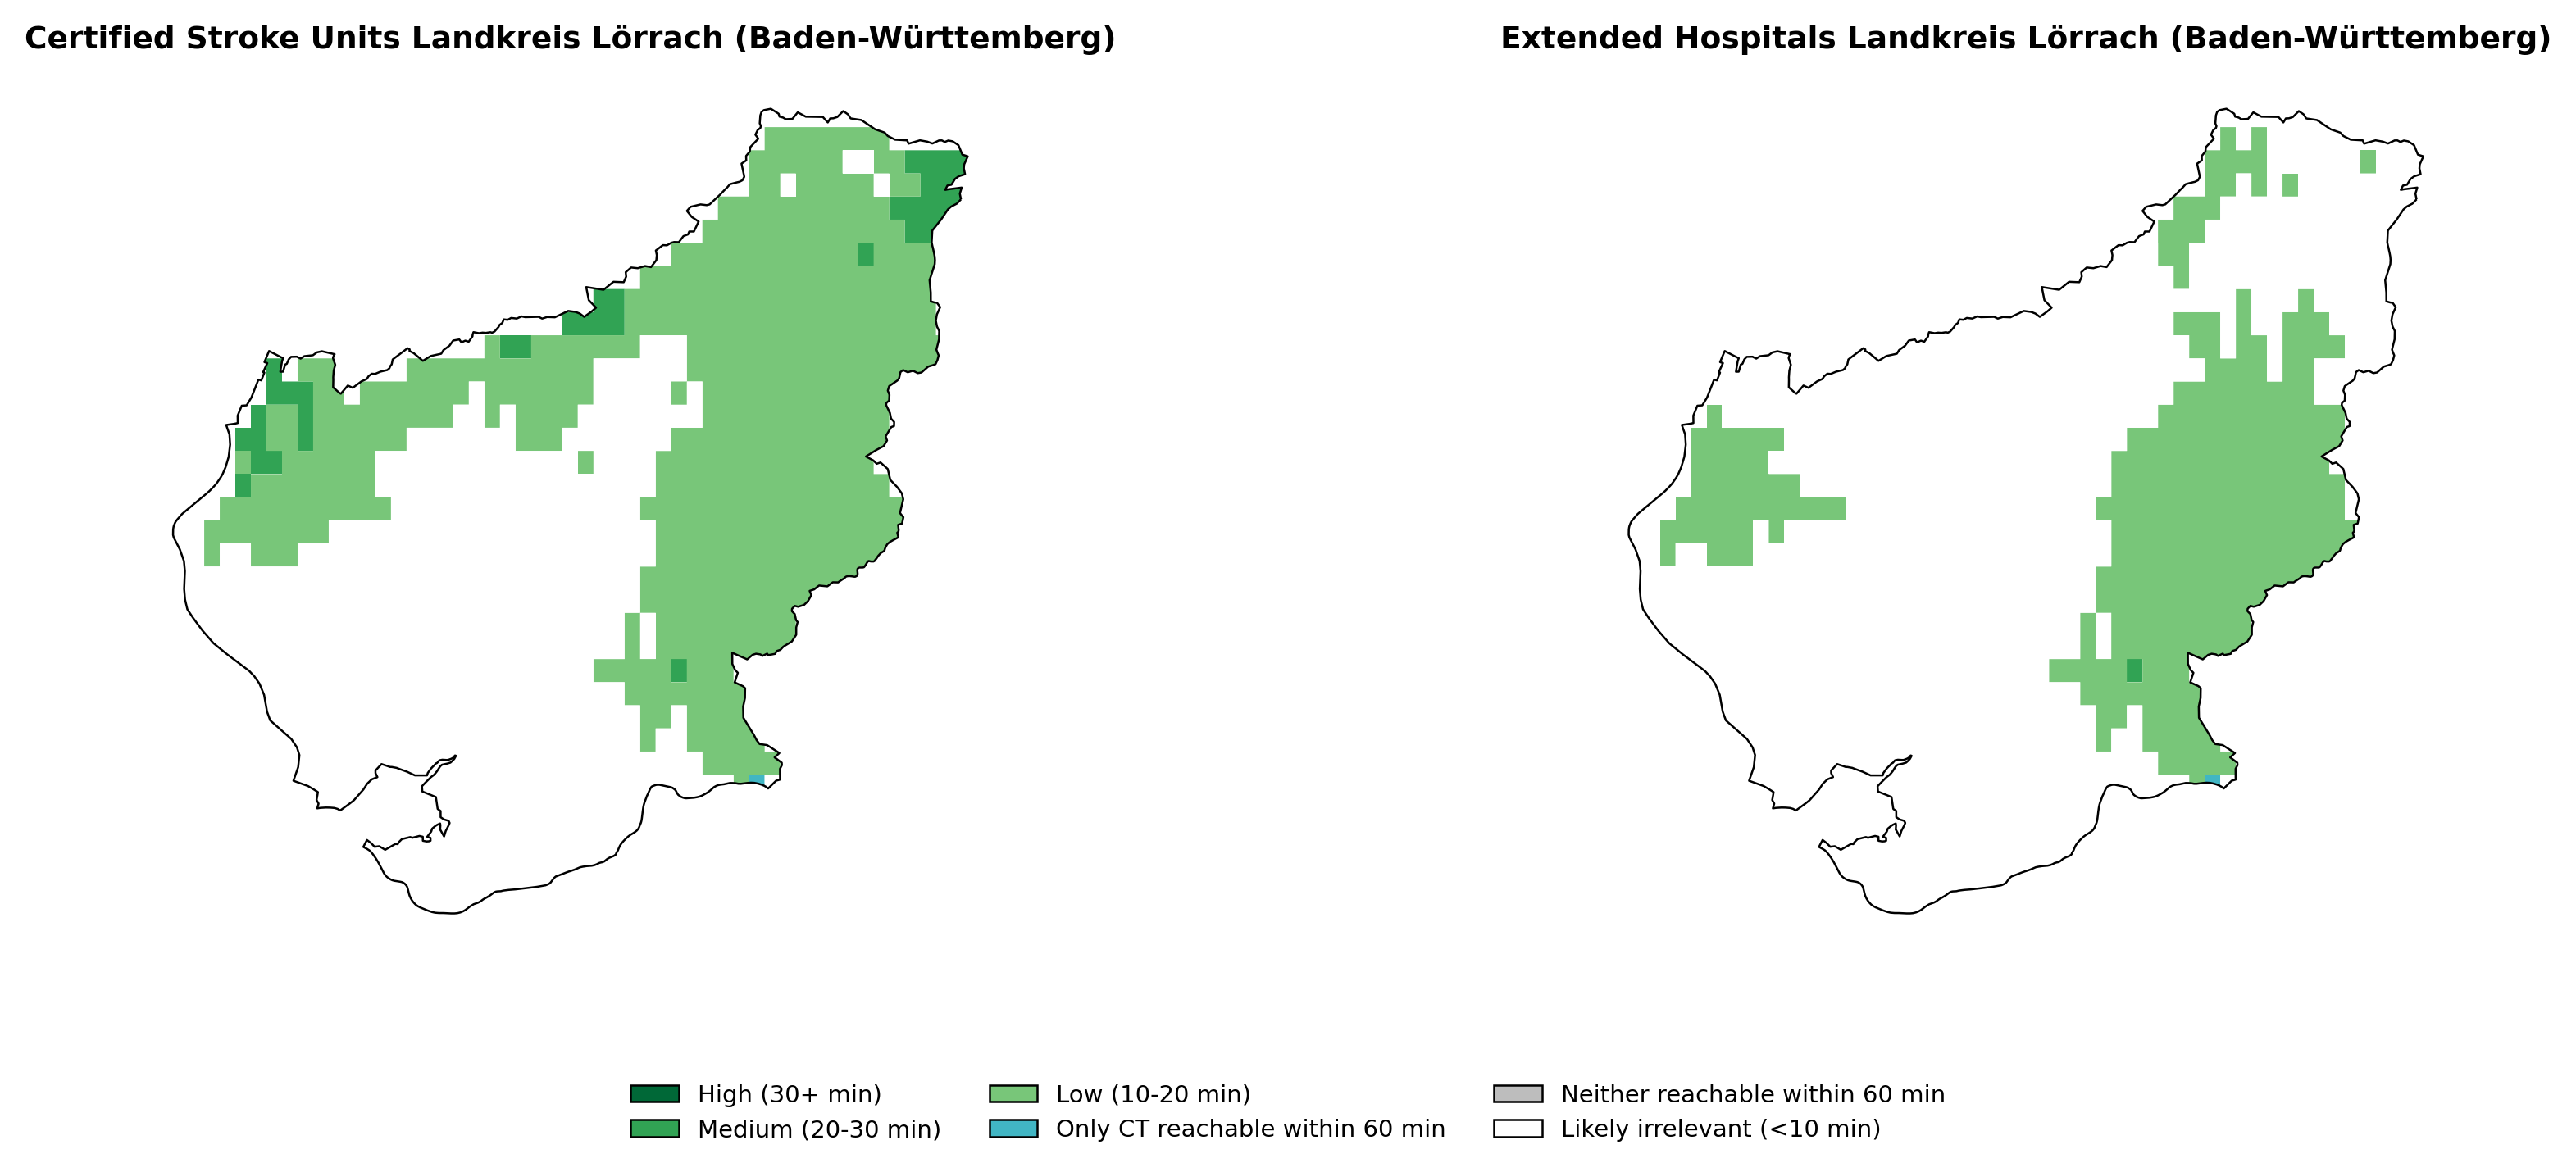 Certified Stroke Units Landkreis Lörrach (Baden-Württemberg)
Extended Hospitals Landkreis Lörrach (Baden-Württemberg)
High (30+ min)
Medium (20-30 min)
Low (10-20 min)
Only CT reachable within 60 min
Neither reachable within 60 min
Likely irrelevant (<10 min)